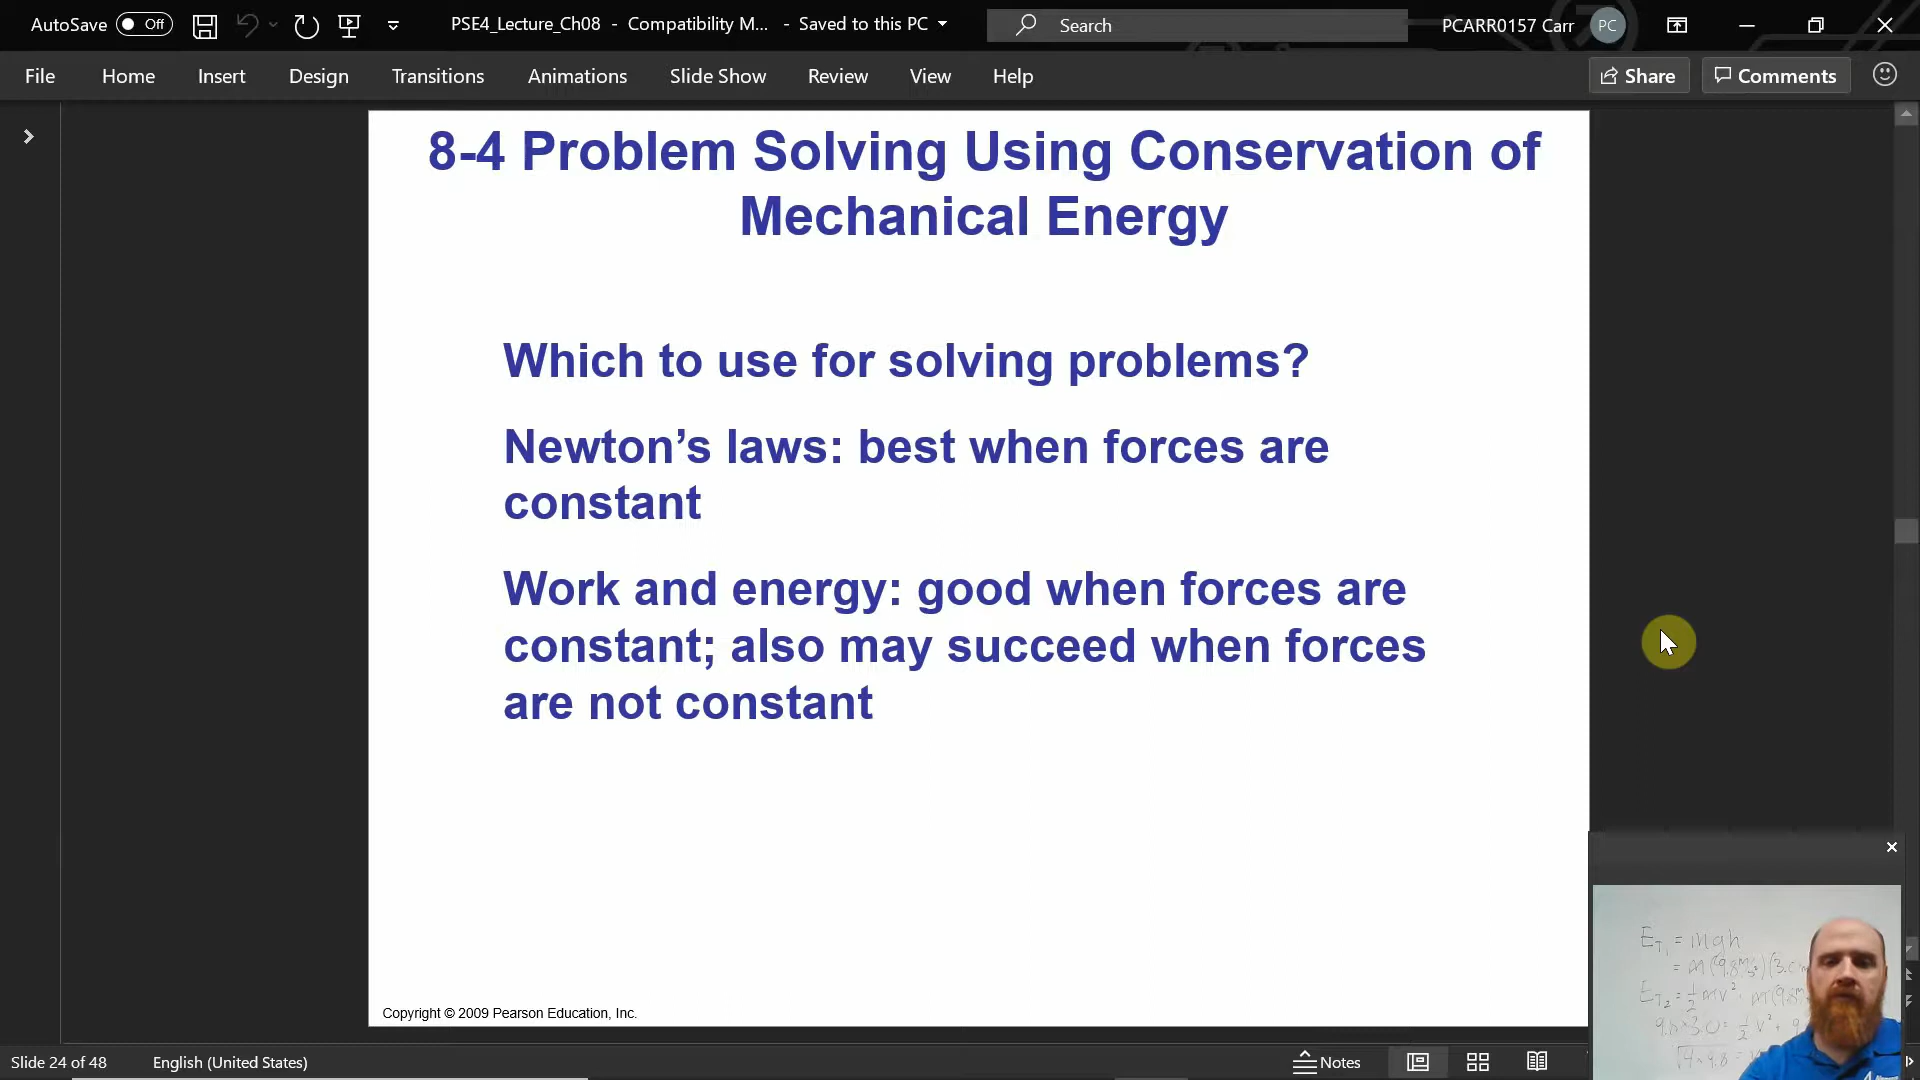 AutoSave Off PSE4_Lecture_Ch08 - Compatibility M... - Saved to this PC Search PCARR0157 Carr PC
File Home Insert Design Transitions Animations Slide Show Review View Help Share Comments
8-4 Problem Solving Using Conservation of
Mechanical Energy
Which to use for solving problems?
Newton’s laws: best when forces are
constant
Work and energy: good when forces are
constant; also may succeed when forces
are not constant
Copyright © 2009 Pearson Education, Inc.
Slide 24 of 48 English (United States) Notes